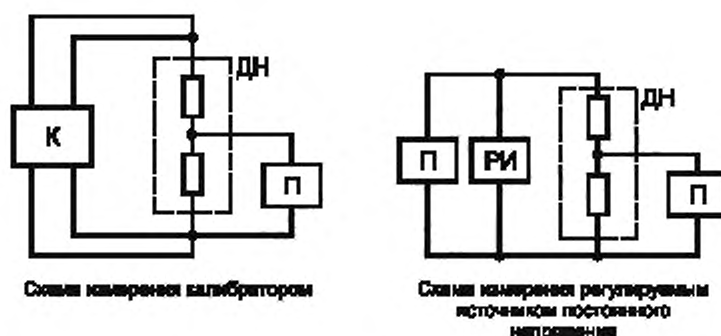 ДН
К
П
ДН
П
РИ
П
Схема измерения калибратором
Схема измерения регулируемым
источником постоянного
напряжения